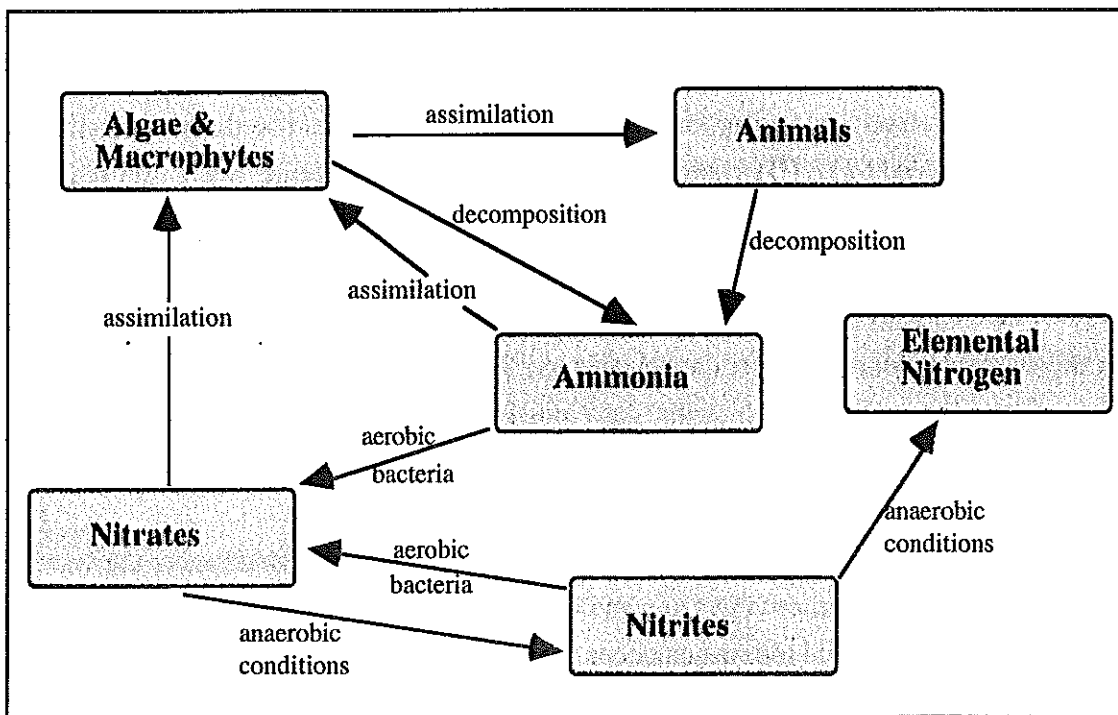 Algae &
Macrophytes
assimilation
Animals
decomposition
decomposition
assimilation
assimilation
Elemental
Nitrogen
Ammonia
aerobic
bacteria
Nitrates
aerobic
bacteria
anaerobic
conditions
Nitrites
anaerobic
conditions